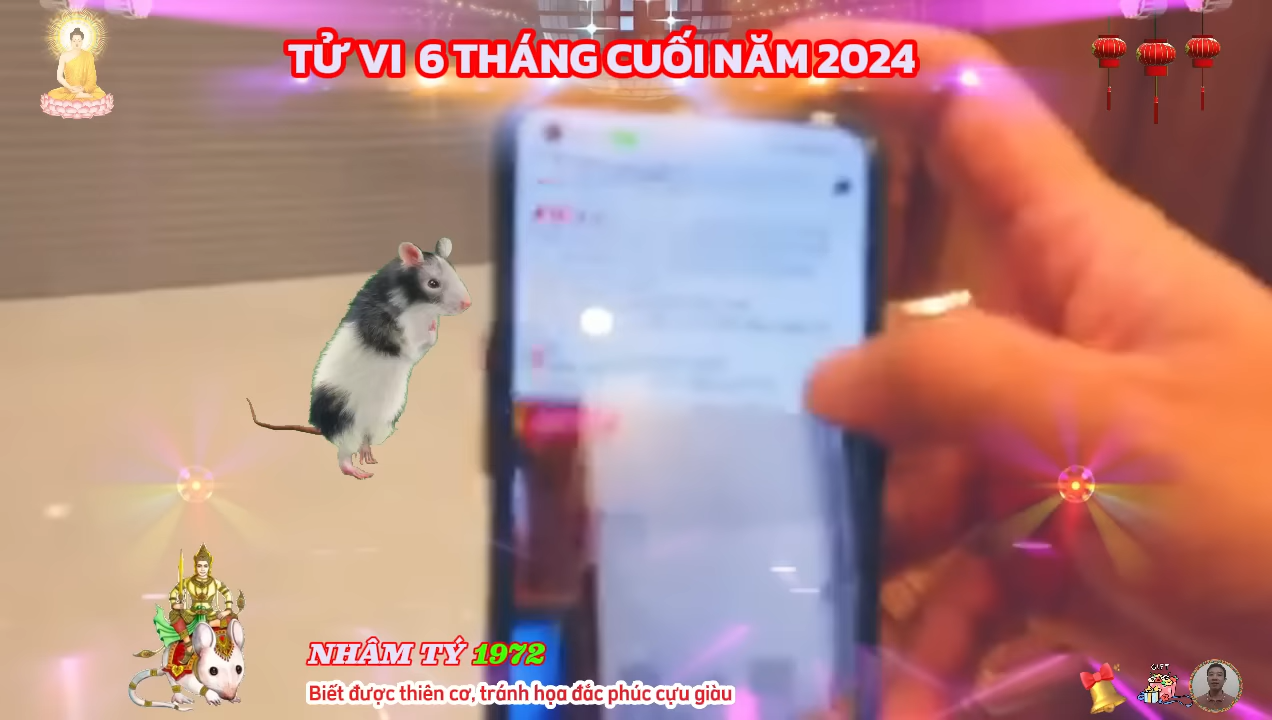 TỬ VI 6 THÁNG CUỐI NĂM 2024
NHÂM TÝ 1972
Biết được thiên cơ, tránh họa đắc phúc cựu giàu
GIFT